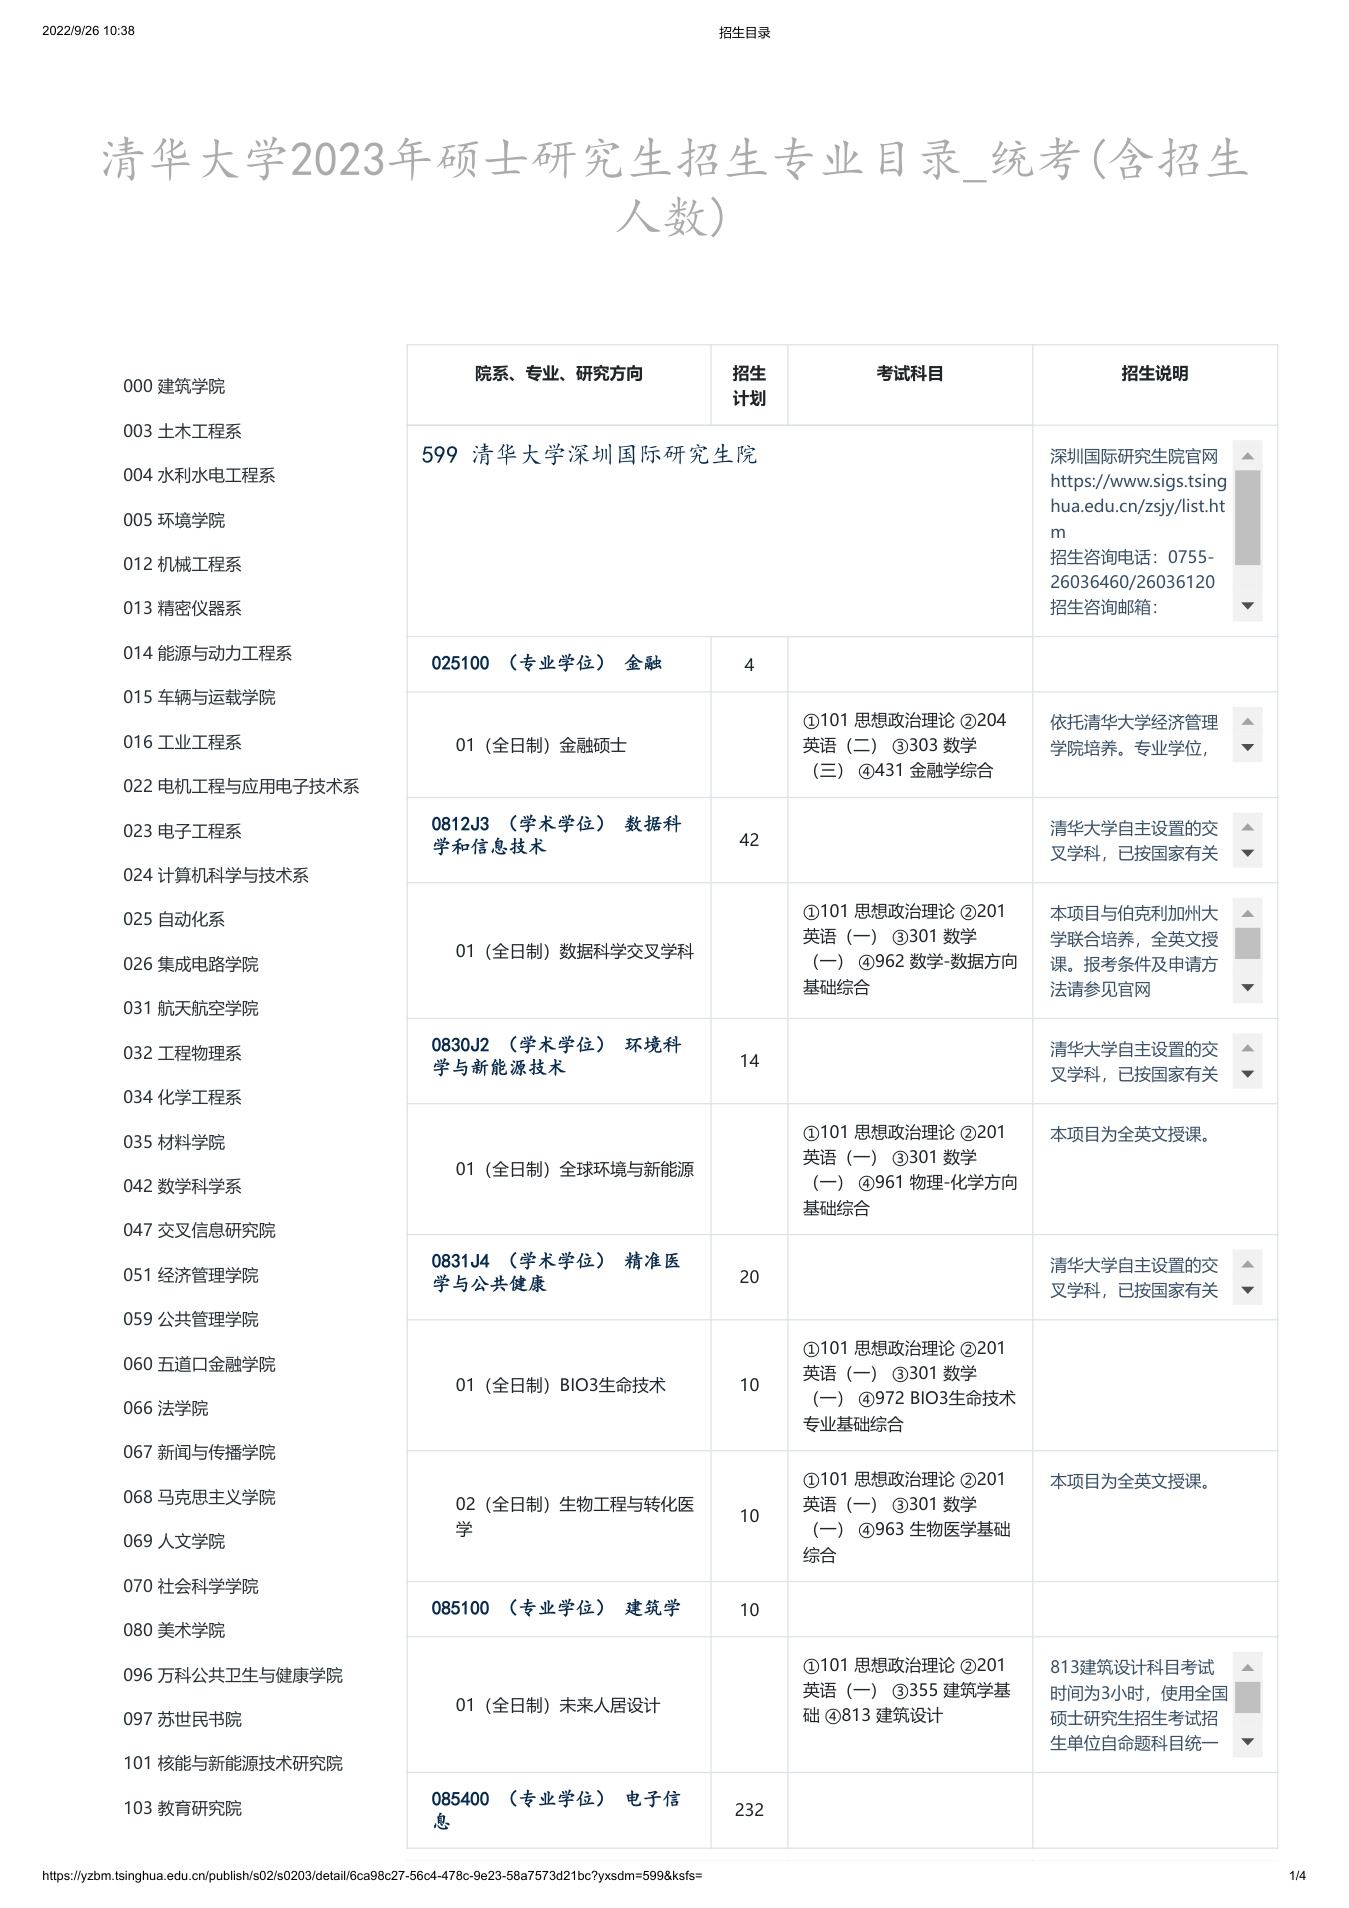 2022/9/26 10:38
招生目录
清华大学2023年硕士研究生招生专业目录_统考(含招生
人数)
000 建筑学院
003 土木工程系
004 水利水电工程系
005 环境学院
012 机械工程系
013 精密仪器系
014 能源与动力工程系
015 车辆与运载学院
016 工业工程系
022 电机工程与应用电子技术系
023 电子工程系
024 计算机科学与技术系
025 自动化系
026 集成电路学院
031 航天航空学院
032 工程物理系
034 化学工程系
035 材料学院
042 数学科学系
047 交叉信息研究院
051 经济管理学院
059 公共管理学院
060 五道口金融学院
066 法学院
067 新闻与传播学院
068 马克思主义学院
069 人文学院
070 社会科学学院
080 美术学院
096 万科公共卫生与健康学院
097 苏世民书院
101 核能与新能源技术研究院
103 教育研究院
院系、专业、研究方向
招生
计划
考试科目
招生说明
599 清华大学深圳国际研究生院
深圳国际研究生院官网
https://www.sigs.tsing
hua.edu.cn/zsjy/list.ht
m
招生咨询电话：0755-
26036460/26036120
招生咨询邮箱：
025100 （专业学位） 金融
4
01（全日制）金融硕士
①101 思想政治理论 ②204
英语（二） ③303 数学
（三） ④431 金融学综合
依托清华大学经济管理
学院培养。专业学位，
0812J3 （学术学位） 数据科
学和信息技术
42
清华大学自主设置的交
叉学科，已按国家有关
01（全日制）数据科学交叉学科
①101 思想政治理论 ②201
英语（一） ③301 数学
（一） ④962 数学-数据方向
基础综合
本项目与伯克利加州大
学联合培养，全英文授
课。报考条件及申请方
法请参见官网
0830J2 （学术学位） 环境科
学与新能源技术
14
清华大学自主设置的交
叉学科，已按国家有关
01（全日制）全球环境与新能源
①101 思想政治理论 ②201
英语（一） ③301 数学
（一） ④961 物理-化学方向
基础综合
本项目为全英文授课。
0831J4 （学术学位） 精准医
学与公共健康
20
清华大学自主设置的交
叉学科，已按国家有关
01（全日制）BIO3生命技术
10
①101 思想政治理论 ②201
英语（一） ③301 数学
（一） ④972 BIO3生命技术
专业基础综合
02（全日制）生物工程与转化医
学
10
①101 思想政治理论 ②201
英语（一） ③301 数学
（一） ④963 生物医学基础
综合
本项目为全英文授课。
085100 （专业学位） 建筑学
10
01（全日制）未来人居设计
①101 思想政治理论 ②201
英语（一） ③355 建筑学基
础 ④813 建筑设计
813建筑设计科目考试
时间为3小时，使用全国
硕士研究生招生考试招
生单位自命题科目统一
085400 （专业学位） 电子信
息
232
https://yzbm.tsinghua.edu.cn/publish/s02/s0203/detail/6ca98c27-56c4-478c-9e23-58a7573d21bc?yxsdm=599&ksfs=
1/4